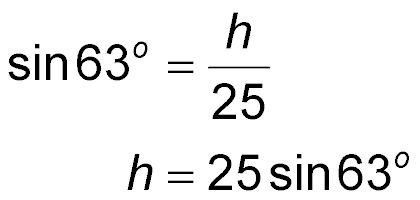 sin 63° = h/25
h = 25 sin 63°